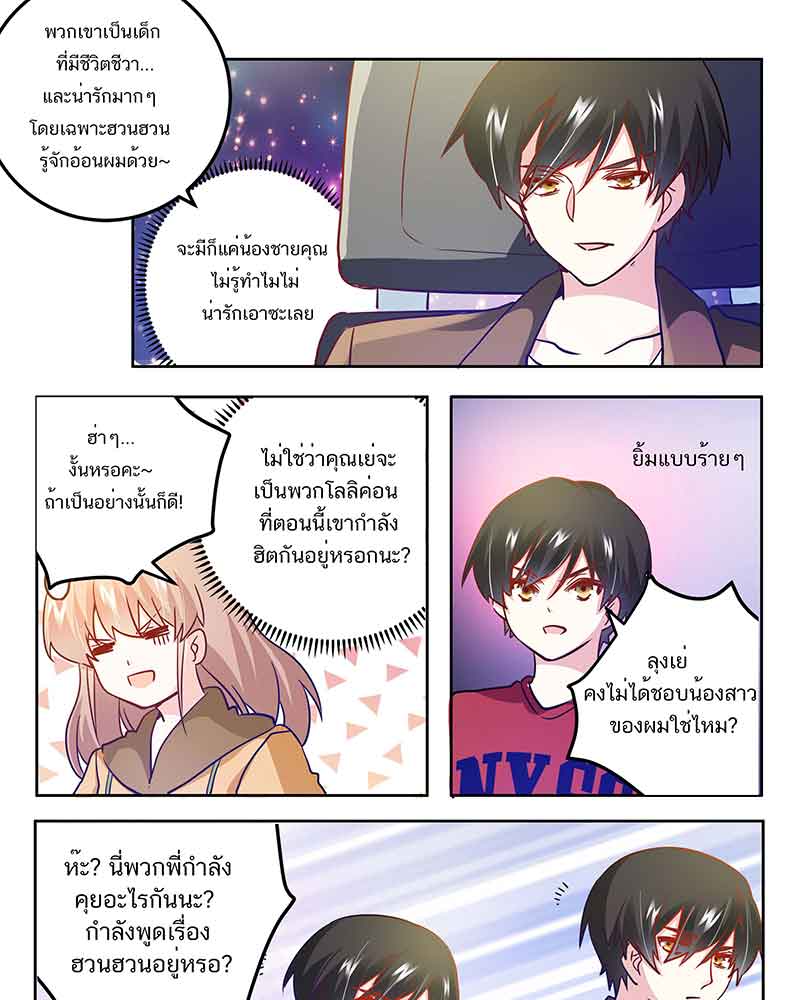 พวกเขาเป็นเด็ก
ที่มีชีวิตชีวา...
และน่ารักมากๆ
โดยเฉพาะฮวนฮวน
รู้จักอ้อนผมด้วย~
จะมีก็แค่น้องชายคุณ
ไม่รู้ทำไมไม่
น่ารักเอาซะเลย
ฮ่าๆ...
งั้นหรอคะ~
ถ้าเป็นอย่างนั้นก็ดี!
ไม่ใช่ว่าคุณเย่จะ
เป็นพวกโลลิค่อน
ที่ตอนนี้เขากำลัง
ฮิตกันอยู่หรอกนะ?
ยิ้มแบบร้ายๆ
ลุงเย่
คงไม่ได้ชอบน้องสาว
ของผมใช่ไหม?
NY CO
ห๊ะ? นี่พวกพี่กำลัง
คุยอะไรกันนะ?
กำลังพูดเรื่อง
ฮวนฮวนอยู่หรอ?